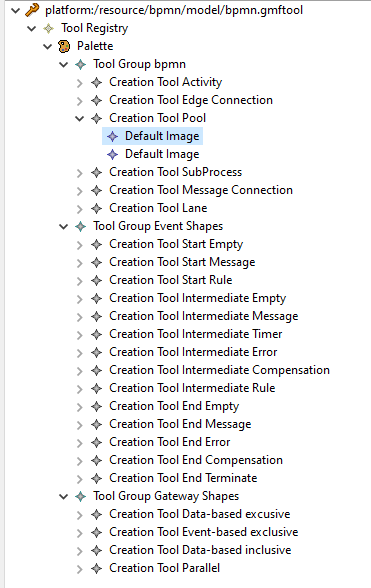 platform:/resource/bpmn/model/bpmn.gmftool
Tool Registry
Palette
Tool Group bpmn
Creation Tool Activity
Creation Tool Edge Connection
Creation Tool Pool
Default Image
Default Image
Creation Tool SubProcess
Creation Tool Message Connection
Creation Tool Lane
Tool Group Event Shapes
Creation Tool Start Empty
Creation Tool Start Message
Creation Tool Start Rule
Creation Tool Intermediate Empty
Creation Tool Intermediate Message
Creation Tool Intermediate Timer
Creation Tool Intermediate Error
Creation Tool Intermediate Compensation
Creation Tool Intermediate Rule
Creation Tool End Empty
Creation Tool End Message
Creation Tool End Error
Creation Tool End Compensation
Creation Tool End Terminate
Tool Group Gateway Shapes
Creation Tool Data-based excusive
Creation Tool Event-based exclusive
Creation Tool Data-based inclusive
Creation Tool Parallel